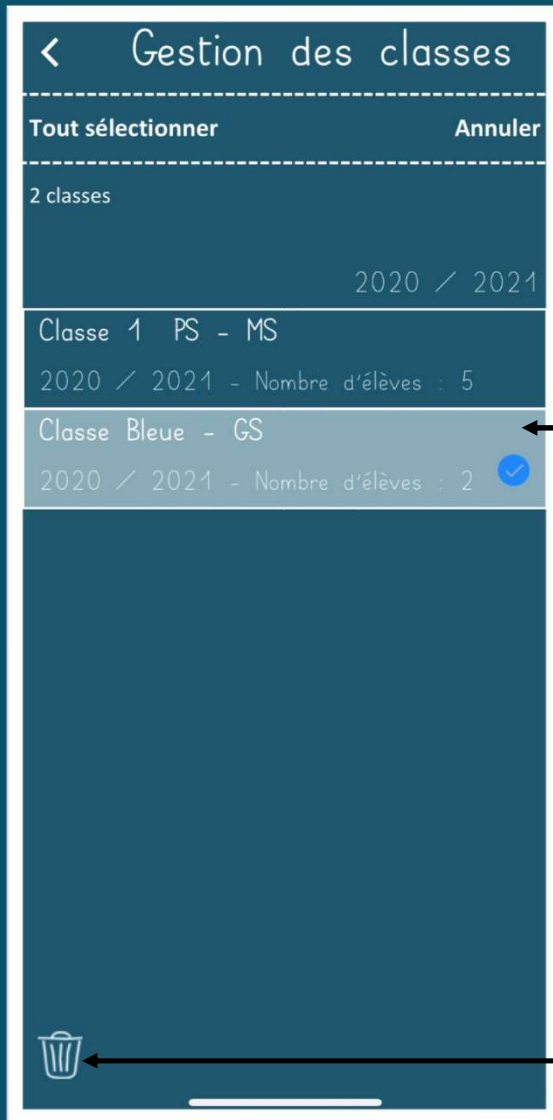 Gestion des classes
Tout sélectionner Annuler
2 classes
2020 / 2021
Classe 1 PS - MS
2020 / 2021 - Nombre d'élèves : 5
Classe Bleue - GS
2020 / 2021 - Nombre d'élèves : 2